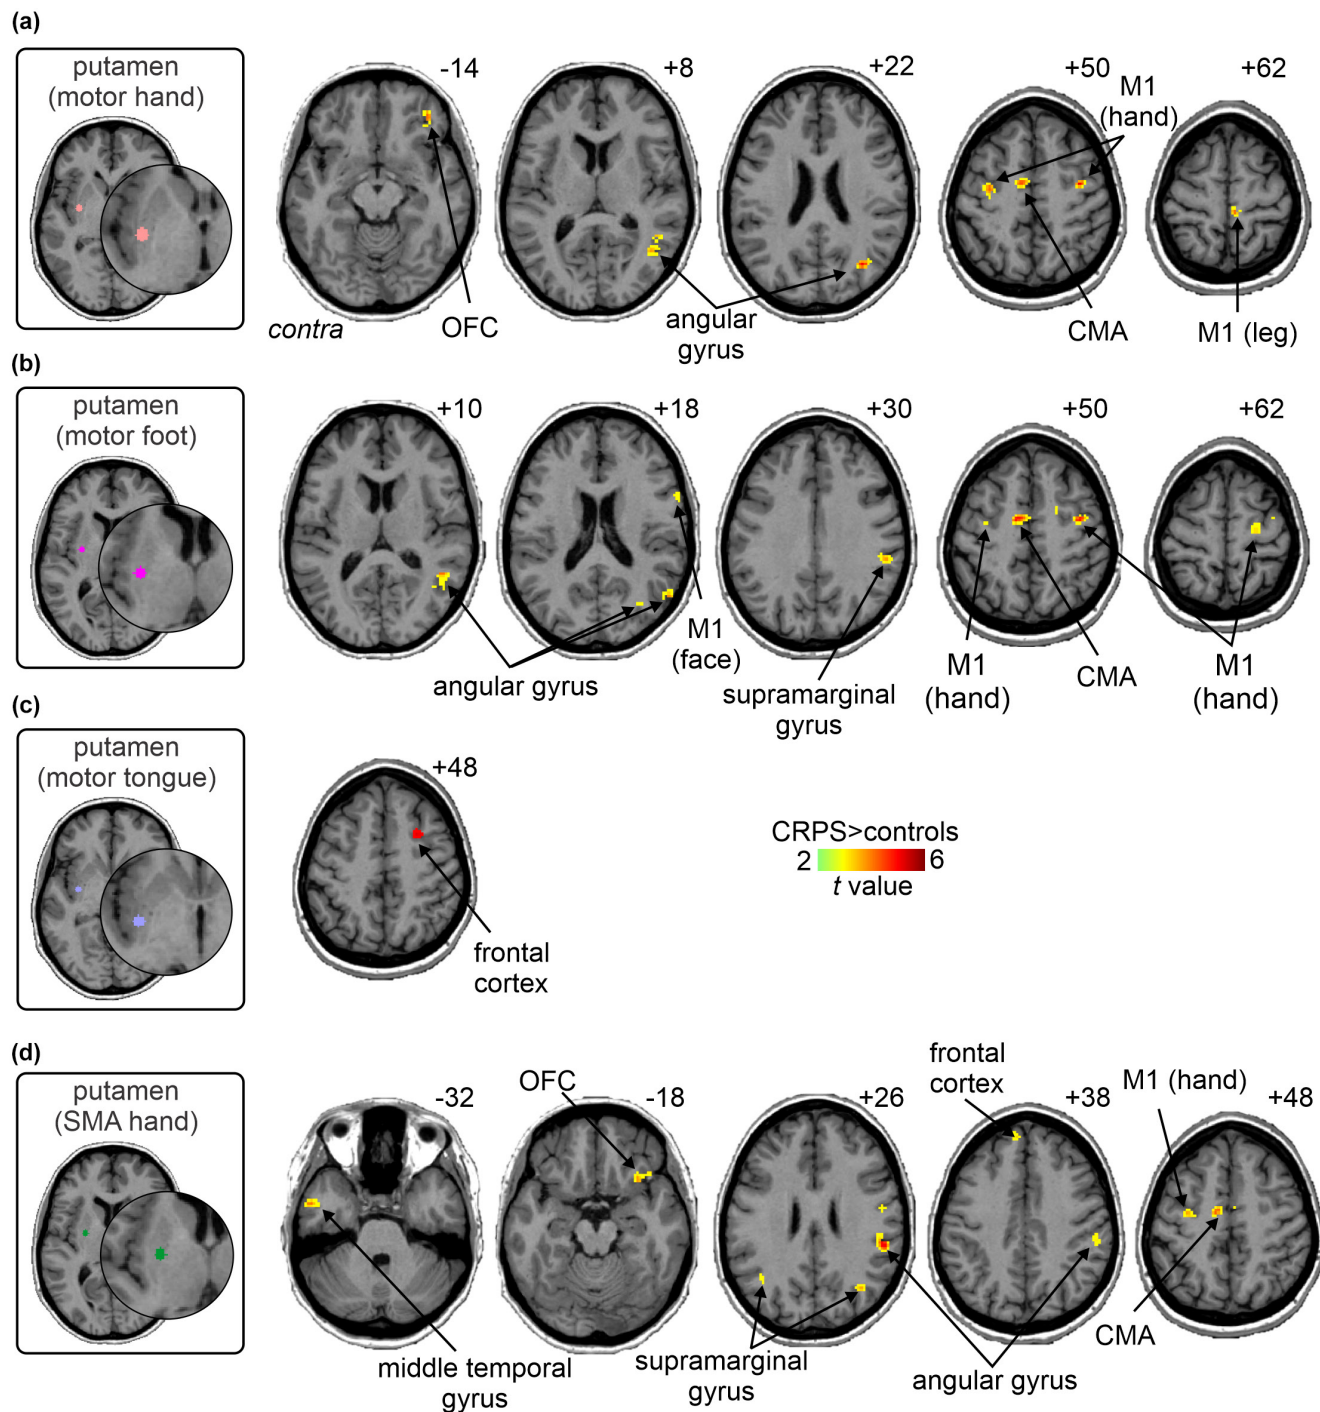 (a)
putamen
(motor hand)
-14
+8
+22
+50
+62
M1
(hand)
contra
OFC
angular
gyrus
CMA
M1 (leg)
(b)
putamen
(motor foot)
+10
+18
+30
+50
+62
angular gyrus
M1
(face)
supramarginal
gyrus
M1
(hand)
CMA
M1
(hand)
(c)
putamen
(motor tongue)
+48
frontal
cortex
CRPS>controls
2 6
t value
(d)
putamen
(SMA hand)
-32
OFC
-18
+26
frontal
cortex
+38
M1 (hand)
+48
middle temporal
gyrus
supramarginal
gyrus
angular gyrus
CMA